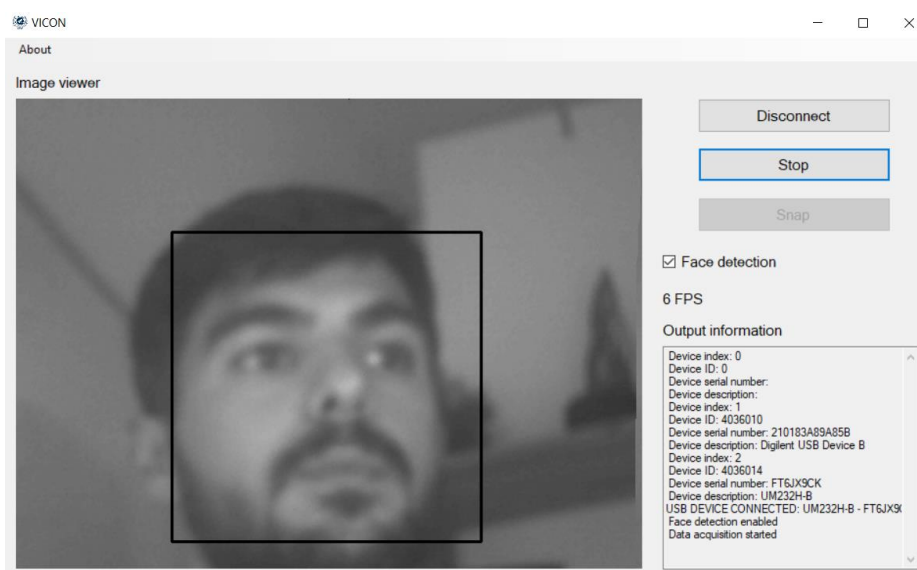 VICON
About
Image viewer
Disconnect
Stop
Snap
Face detection
6 FPS
Output information
Device index: 0
Device ID: 0
Device serial number:
Device description:
Device index: 1
Device ID: 4036010
Device serial number: 210183A89A85B
Device description: Digilent USB Device B
Device index: 2
Device ID: 4036014
Device serial number: FT6JX9CK
Device description: UM232H-B
USB DEVICE CONNECTED: UM232H-B - FT6JX9
Face detection enabled
Data acquisition started